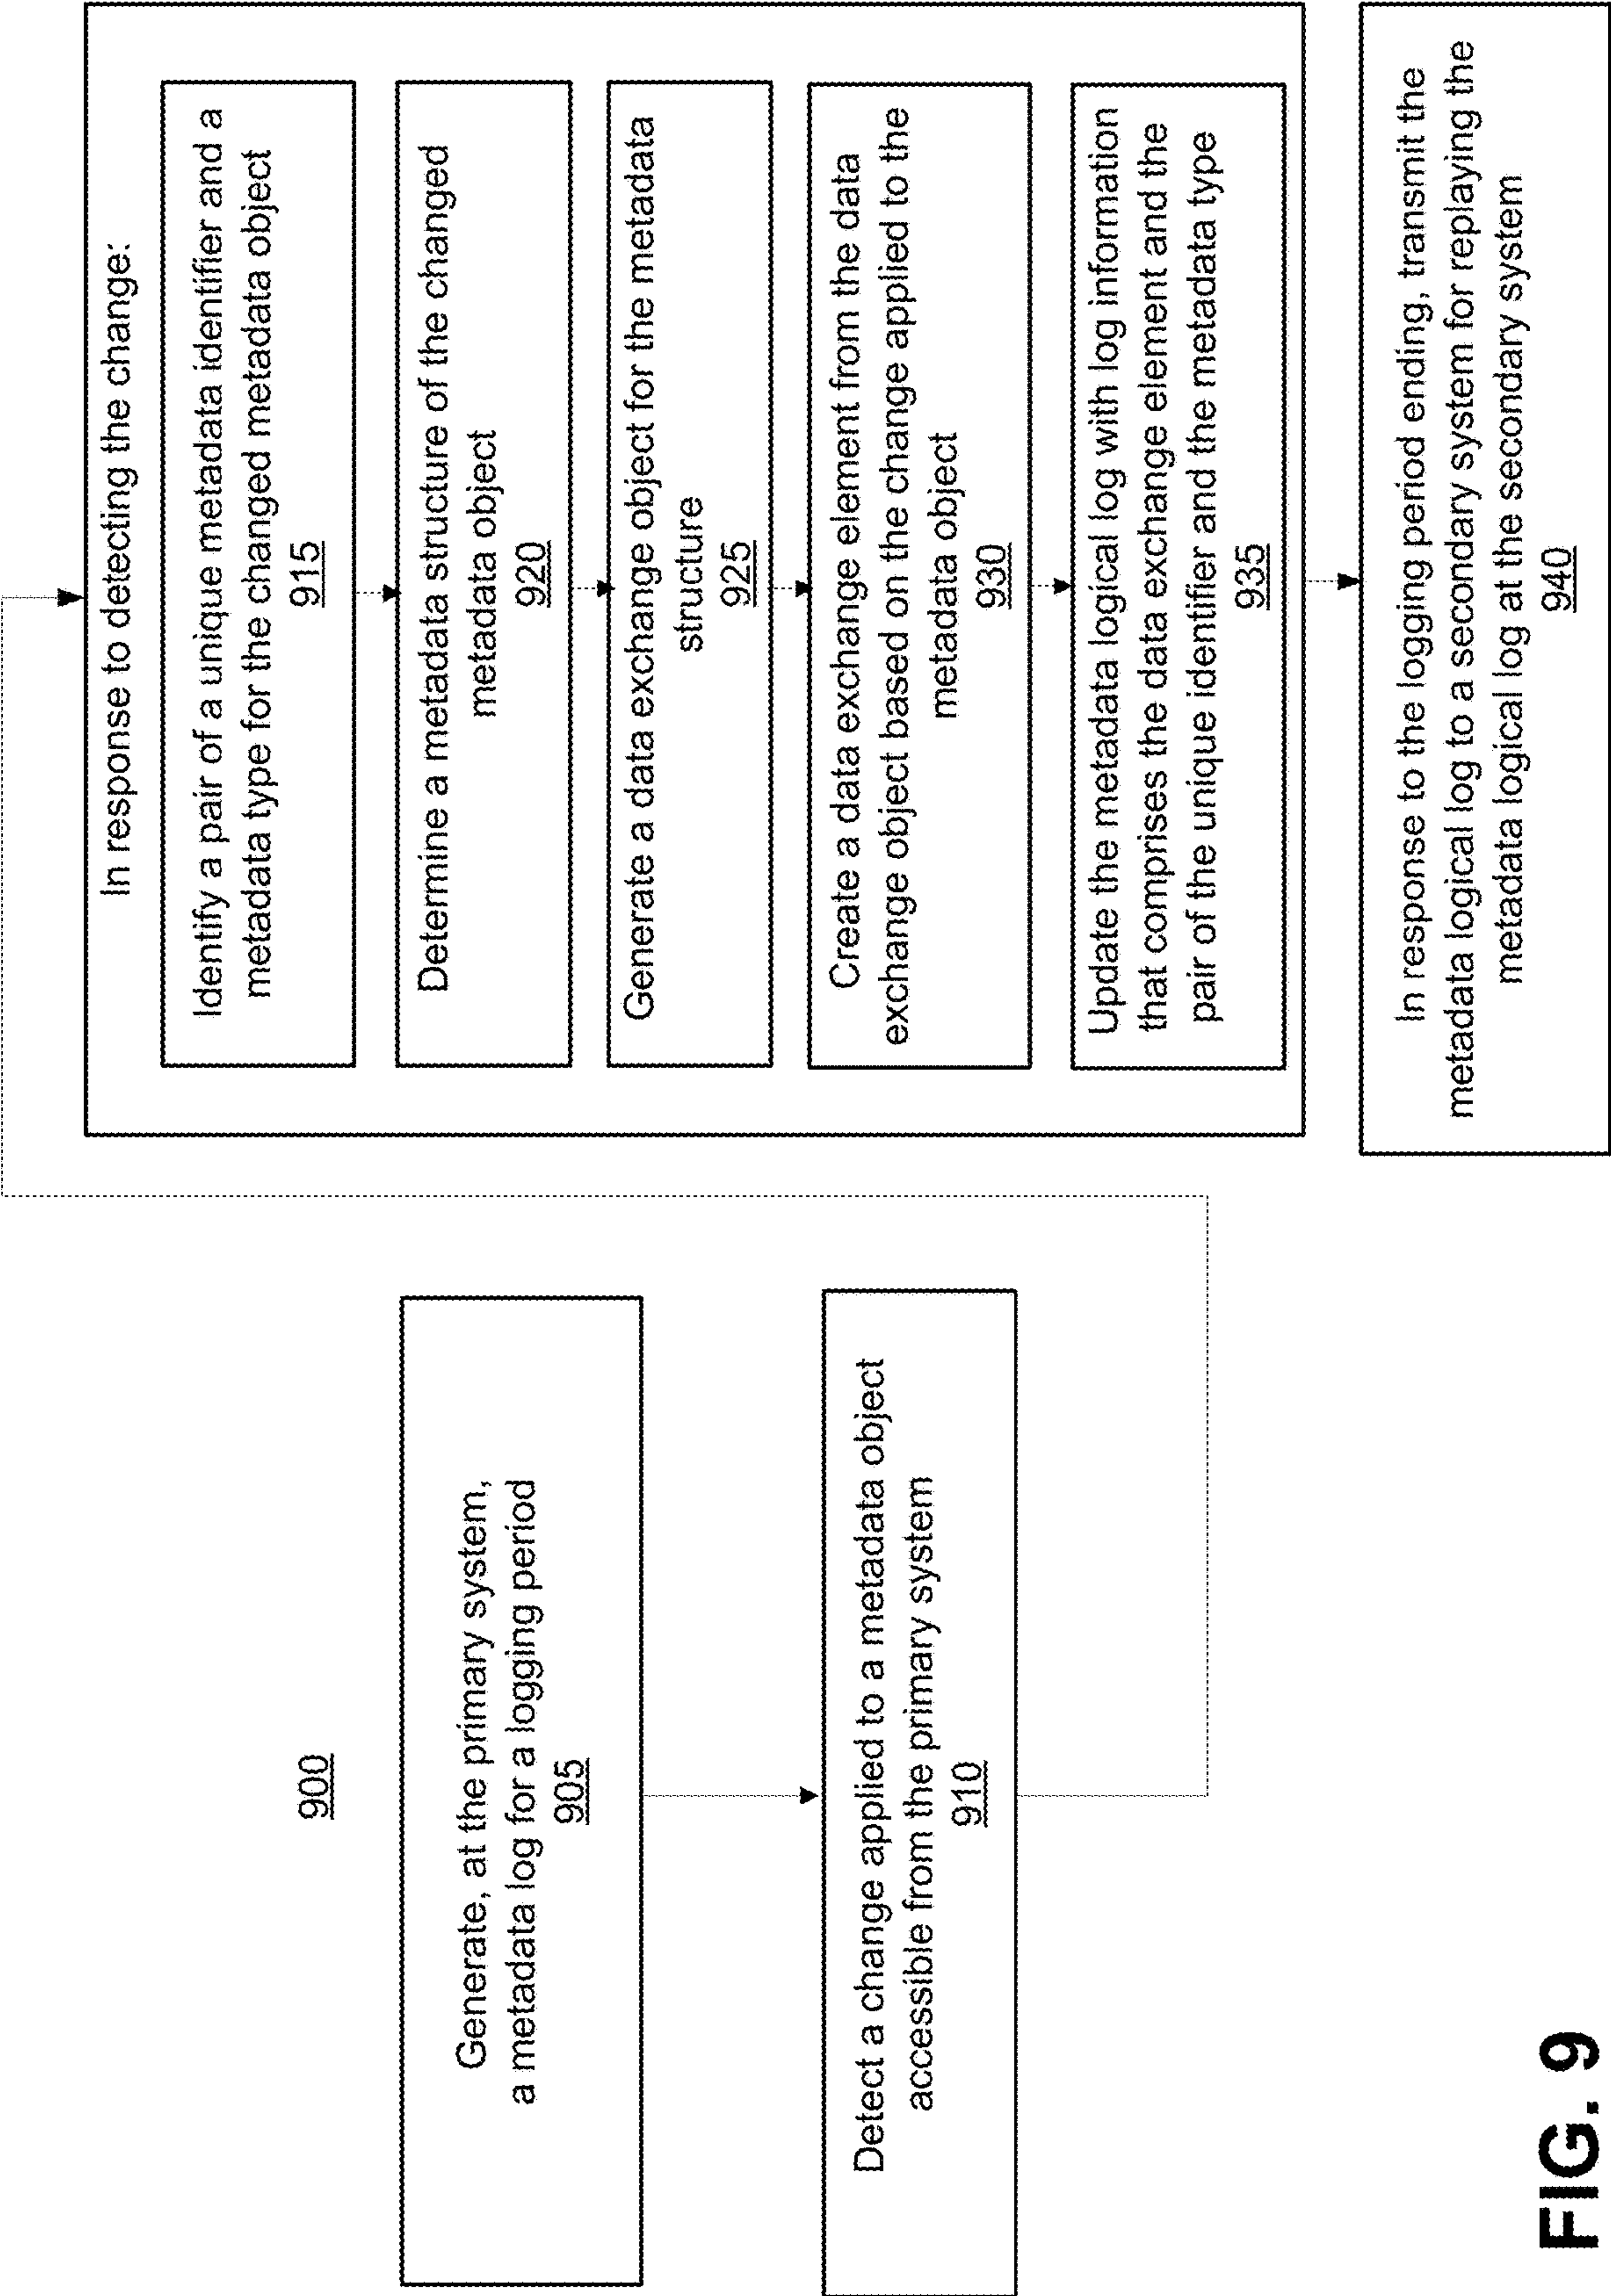 900
Generate, at the primary system,
a metadata log for a logging period
905
Detect a change applied to a metadata object
accessible from the primary system
910
In response to detecting the change:
Identify a pair of a unique metadata identifier and a
metadata type for the changed metadata object
915
Determine a metadata structure of the changed
metadata object
920
Generate a data exchange object for the metadata
structure
925
Create a data exchange element from the data
exchange object based on the change applied to the
metadata object
930
Update the metadata logical log with log information
that comprises the data exchange element and the
pair of the unique identifier and the metadata type
935
In response to the logging period ending, transmit the
metadata logical log to a secondary system for replaying the
metadata logical log at the secondary system
940
FIG. 9